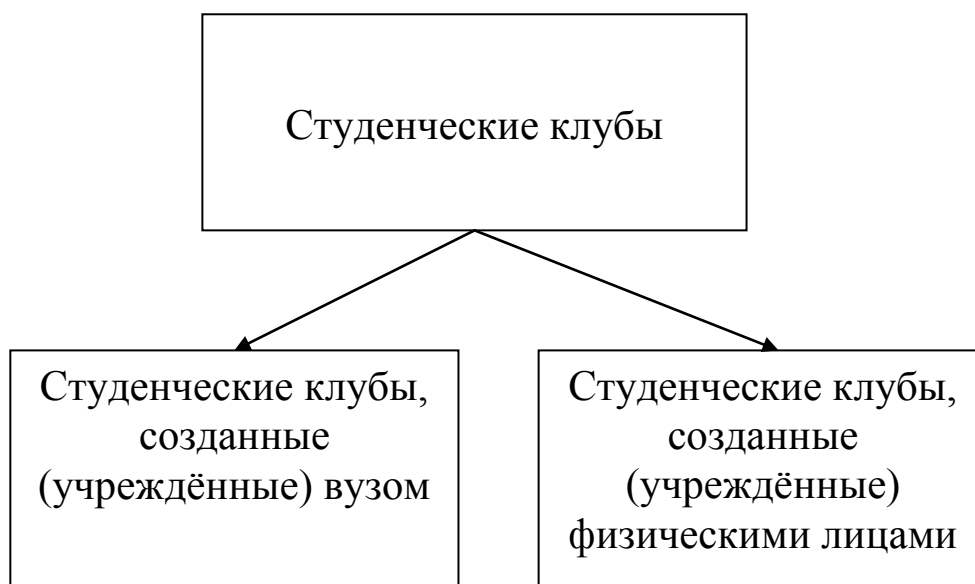 Студенческие клубы
Студенческие клубы,
созданные
(учреждённые) вузом
Студенческие клубы,
созданные
(учреждённые)
физическими лицами